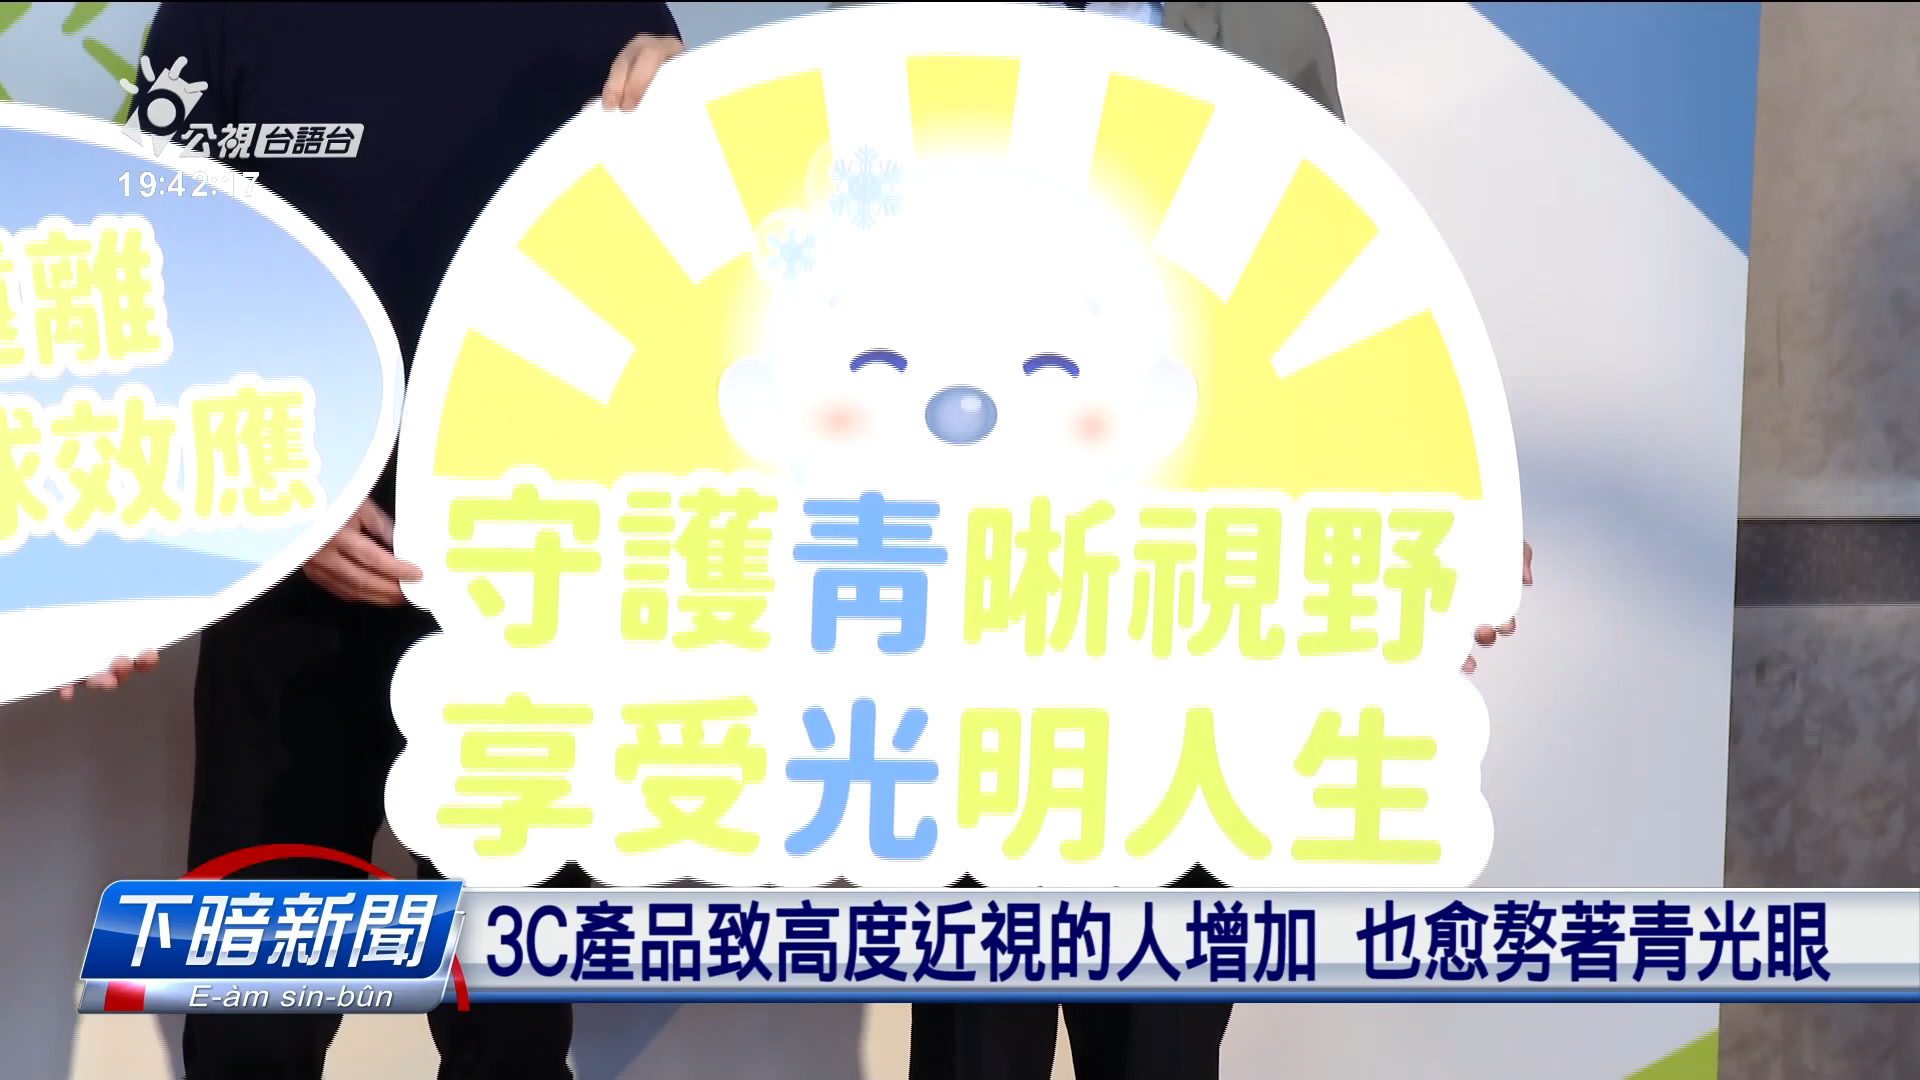 公視台語台
19:42:17
離
效應
守護青晰視野
享受光明人生
下暗新聞
E-àm sin-bûn
3C產品致高度近視的人增加 也愈𠢕著青光眼